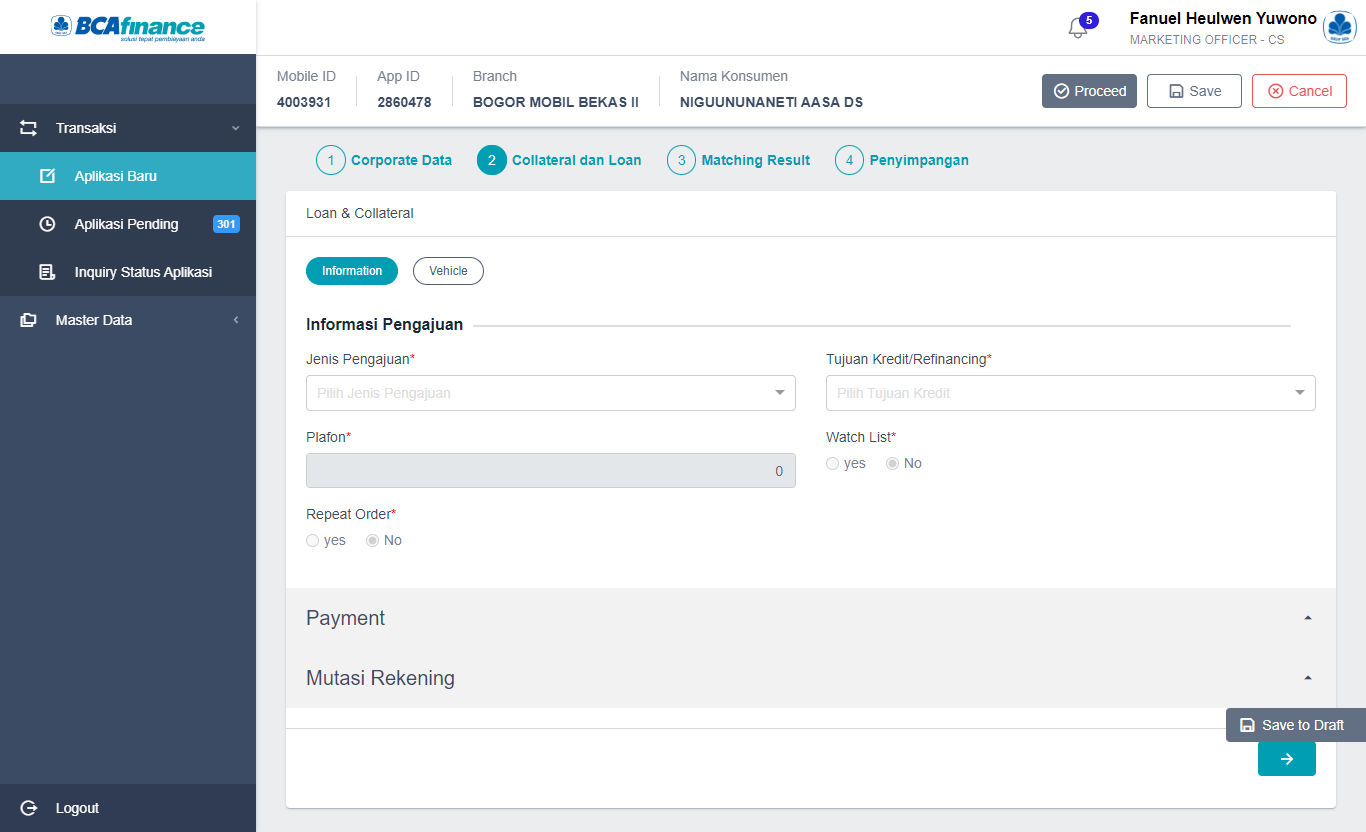 BCAfinance
solusi tepat pembiayaan anda
5
Fanuel Heulwen Yuwono
MARKETING OFFICER - CS
Mobile ID
4003931
App ID
2860478
Branch
BOGOR MOBIL BEKAS II
Nama Konsumen
NIGUUNUNANETI AASA DS
Proceed
Save
Cancel
Transaksi
Aplikasi Baru
Aplikasi Pending 301
Inquiry Status Aplikasi
Master Data
Logout
1 Corporate Data
2 Collateral dan Loan
3 Matching Result
4 Penyimpangan
Loan & Collateral
Information
Vehicle
Informasi Pengajuan
Jenis Pengajuan*
Pilih Jenis Pengajuan
Tujuan Kredit/Refinancing*
Pilih Tujuan Kredit
Plafon*
0
Watch List*
yes No
Repeat Order*
yes No
Payment
Mutasi Rekening
Save to Draft